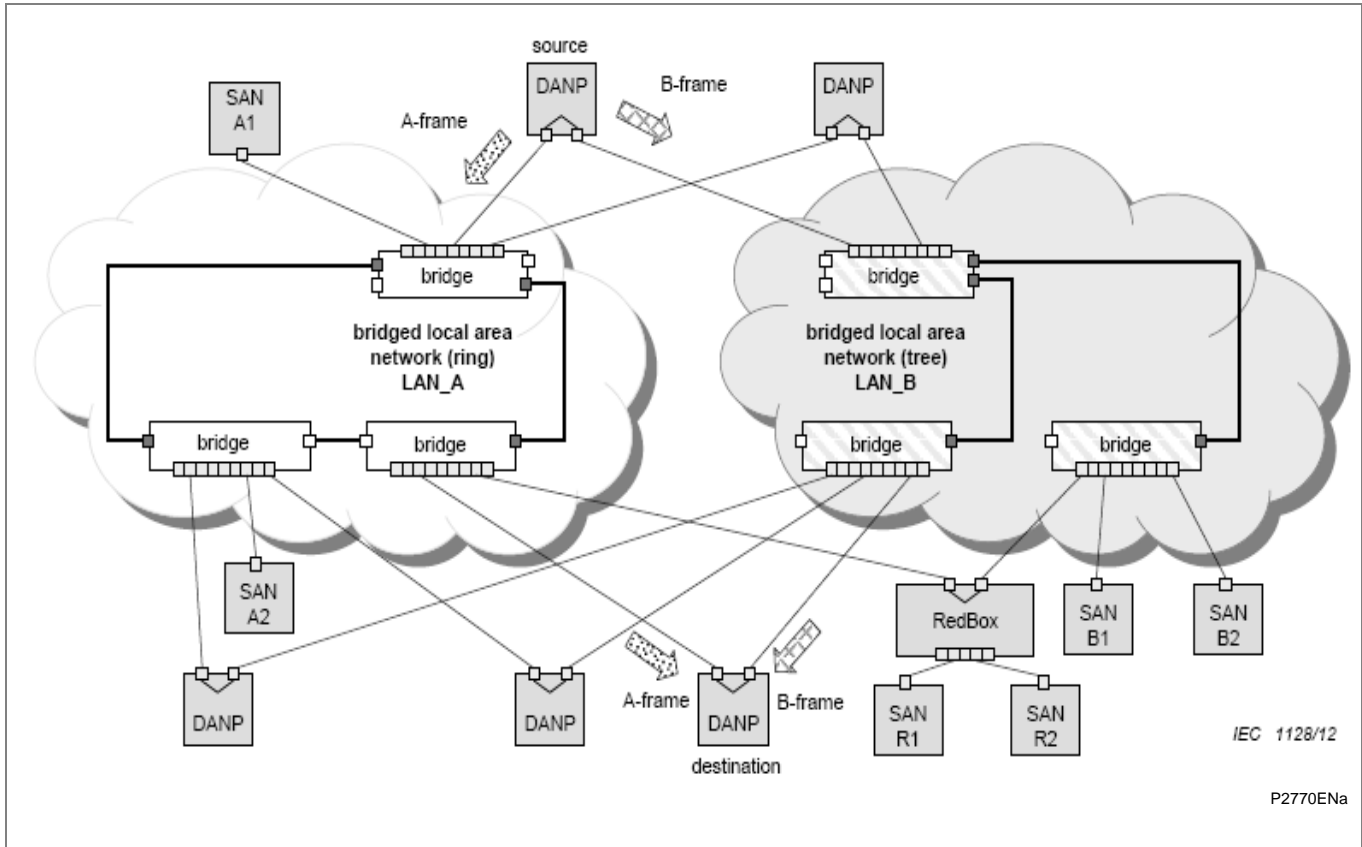 source
DANP
B-frame
DANP
SAN
A1
A-frame
bridge
bridge
bridged local area
network (ring)
LAN_A
bridged local area
network (tree)
LAN_B
bridge
bridge
bridge
bridge
SAN
A2
RedBox
SAN
B1
SAN
B2
DANP
DANP
A-frame
DANP
B-frame
destination
SAN
R1
SAN
R2
IEC 1128/12
P2770ENa